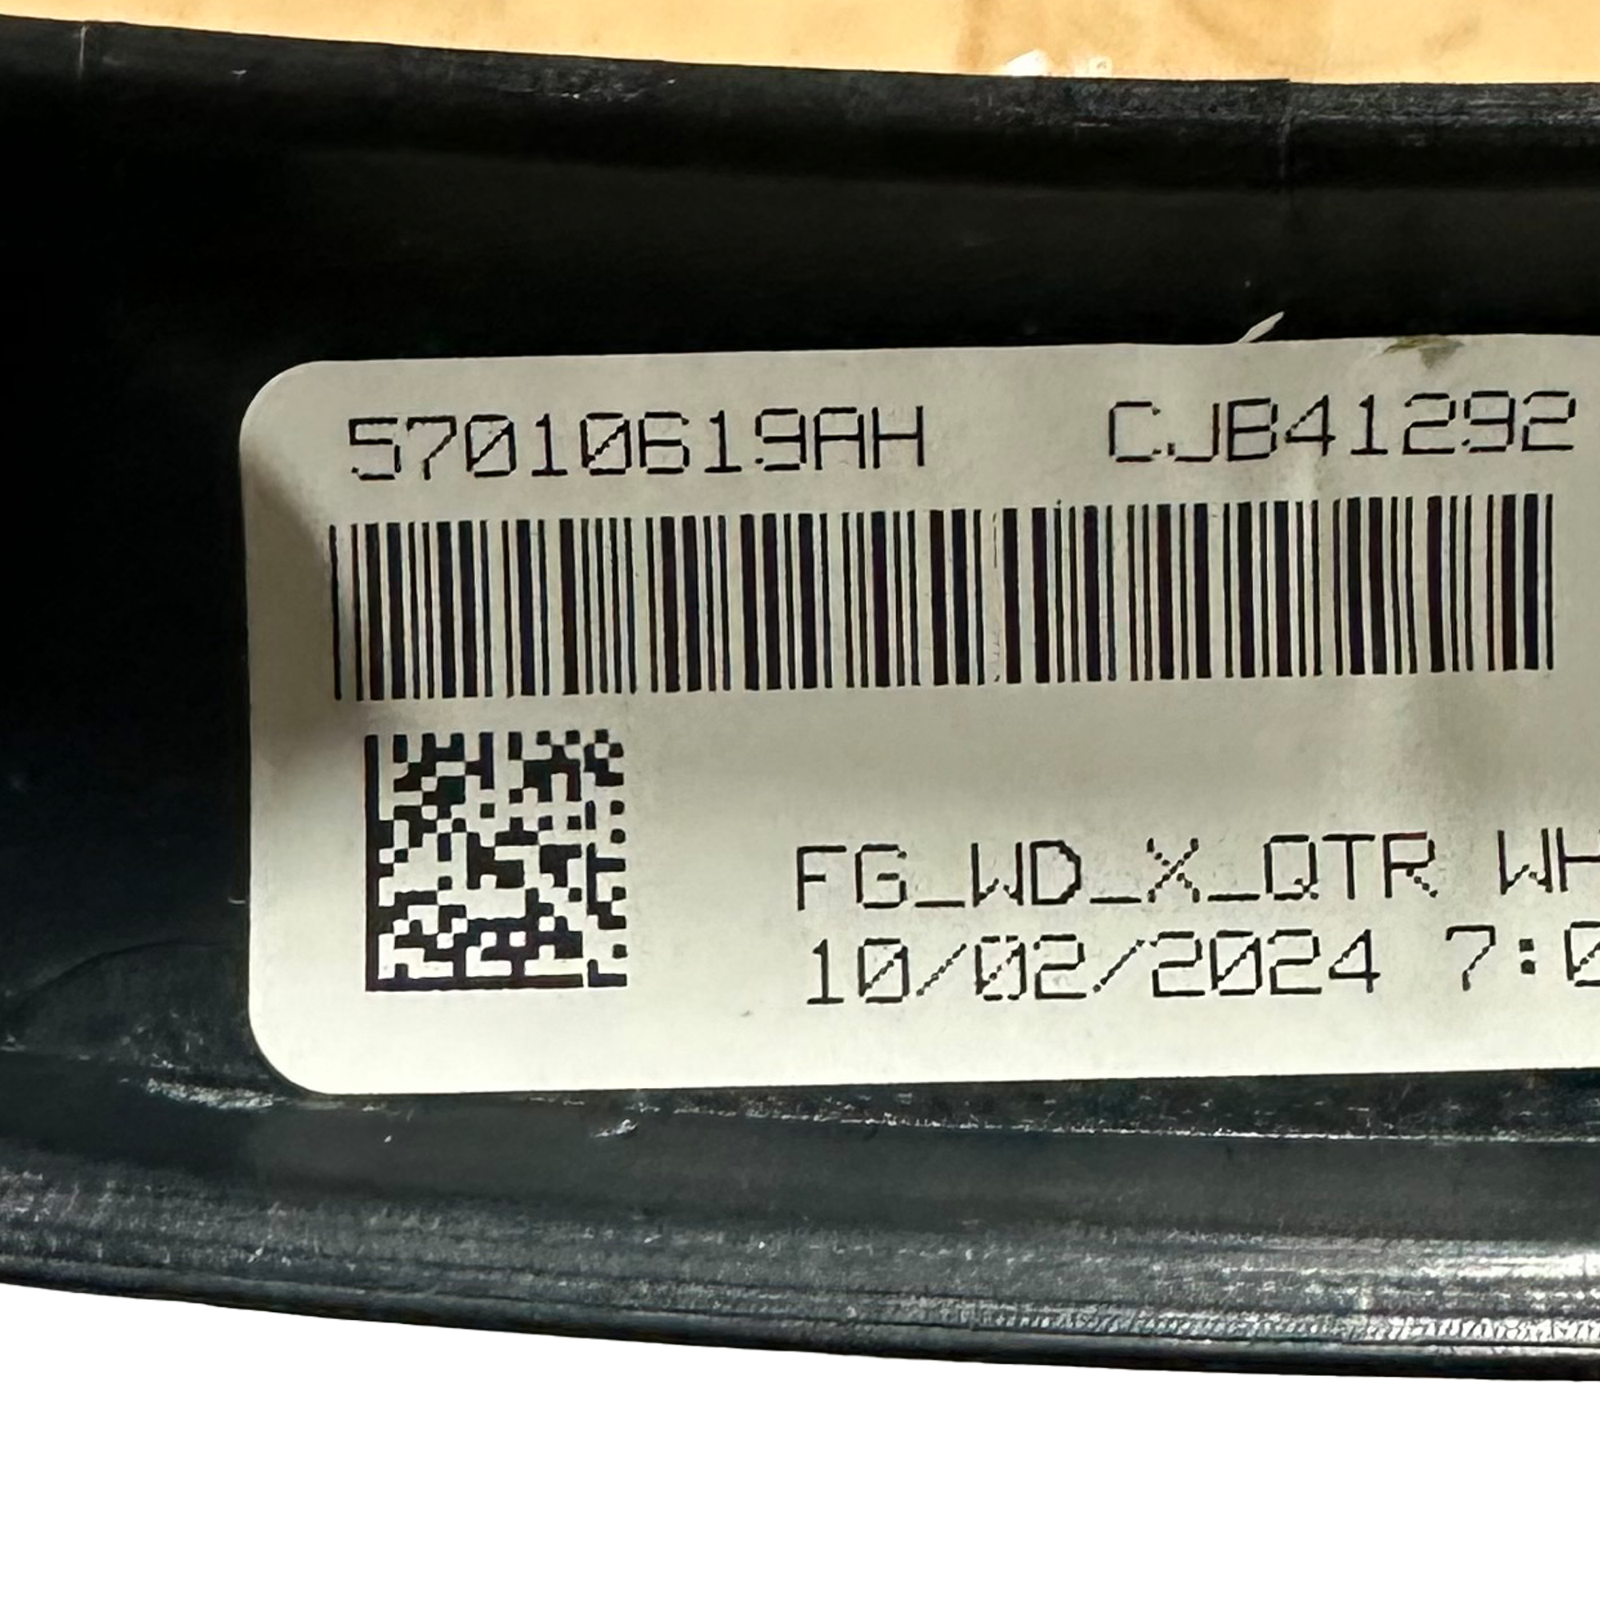 57010619AH CJB41292
FG_WD_X_QTR WH
10/02/2024 7:0